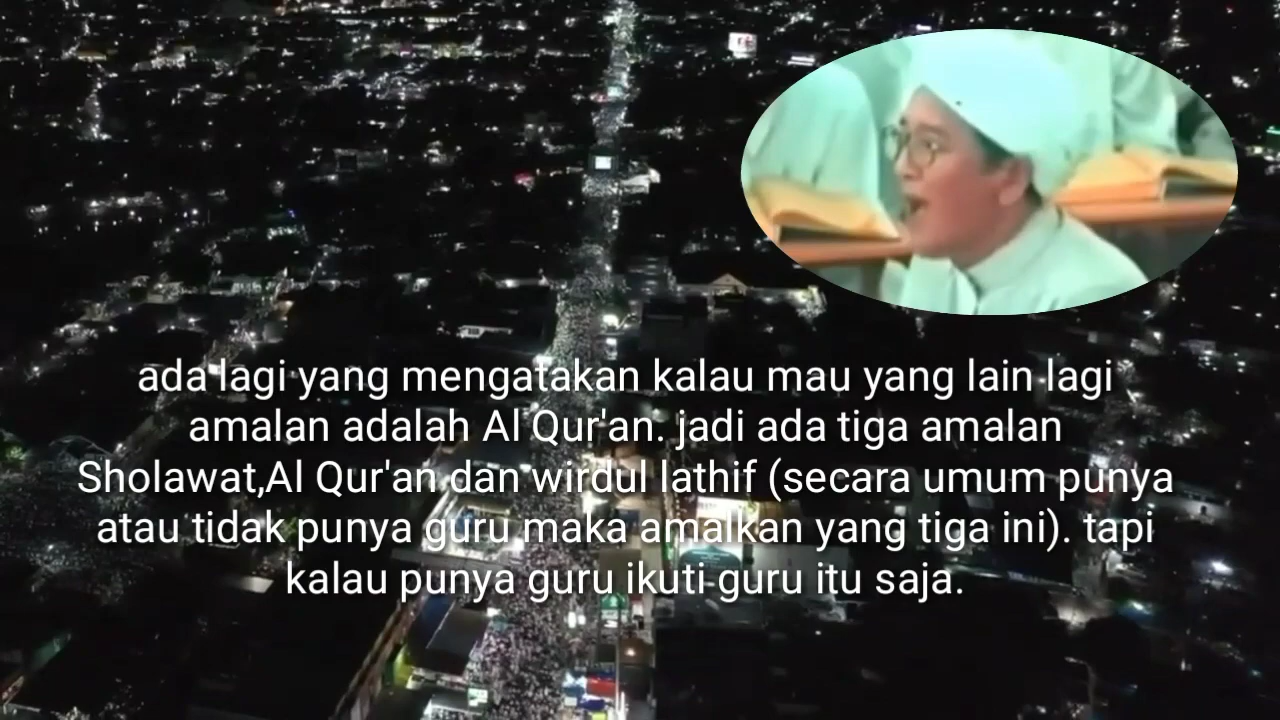 ada lagi yang mengatakan kalau mau yang lain lagi
amalan adalah Al Qur'an. jadi ada tiga amalan
Sholawat,Al Qur'an dan wirdul lathif (secara umum punya
atau tidak punya guru maka amalkan yang tiga ini). tapi
kalau punya guru ikuti guru itu saja.